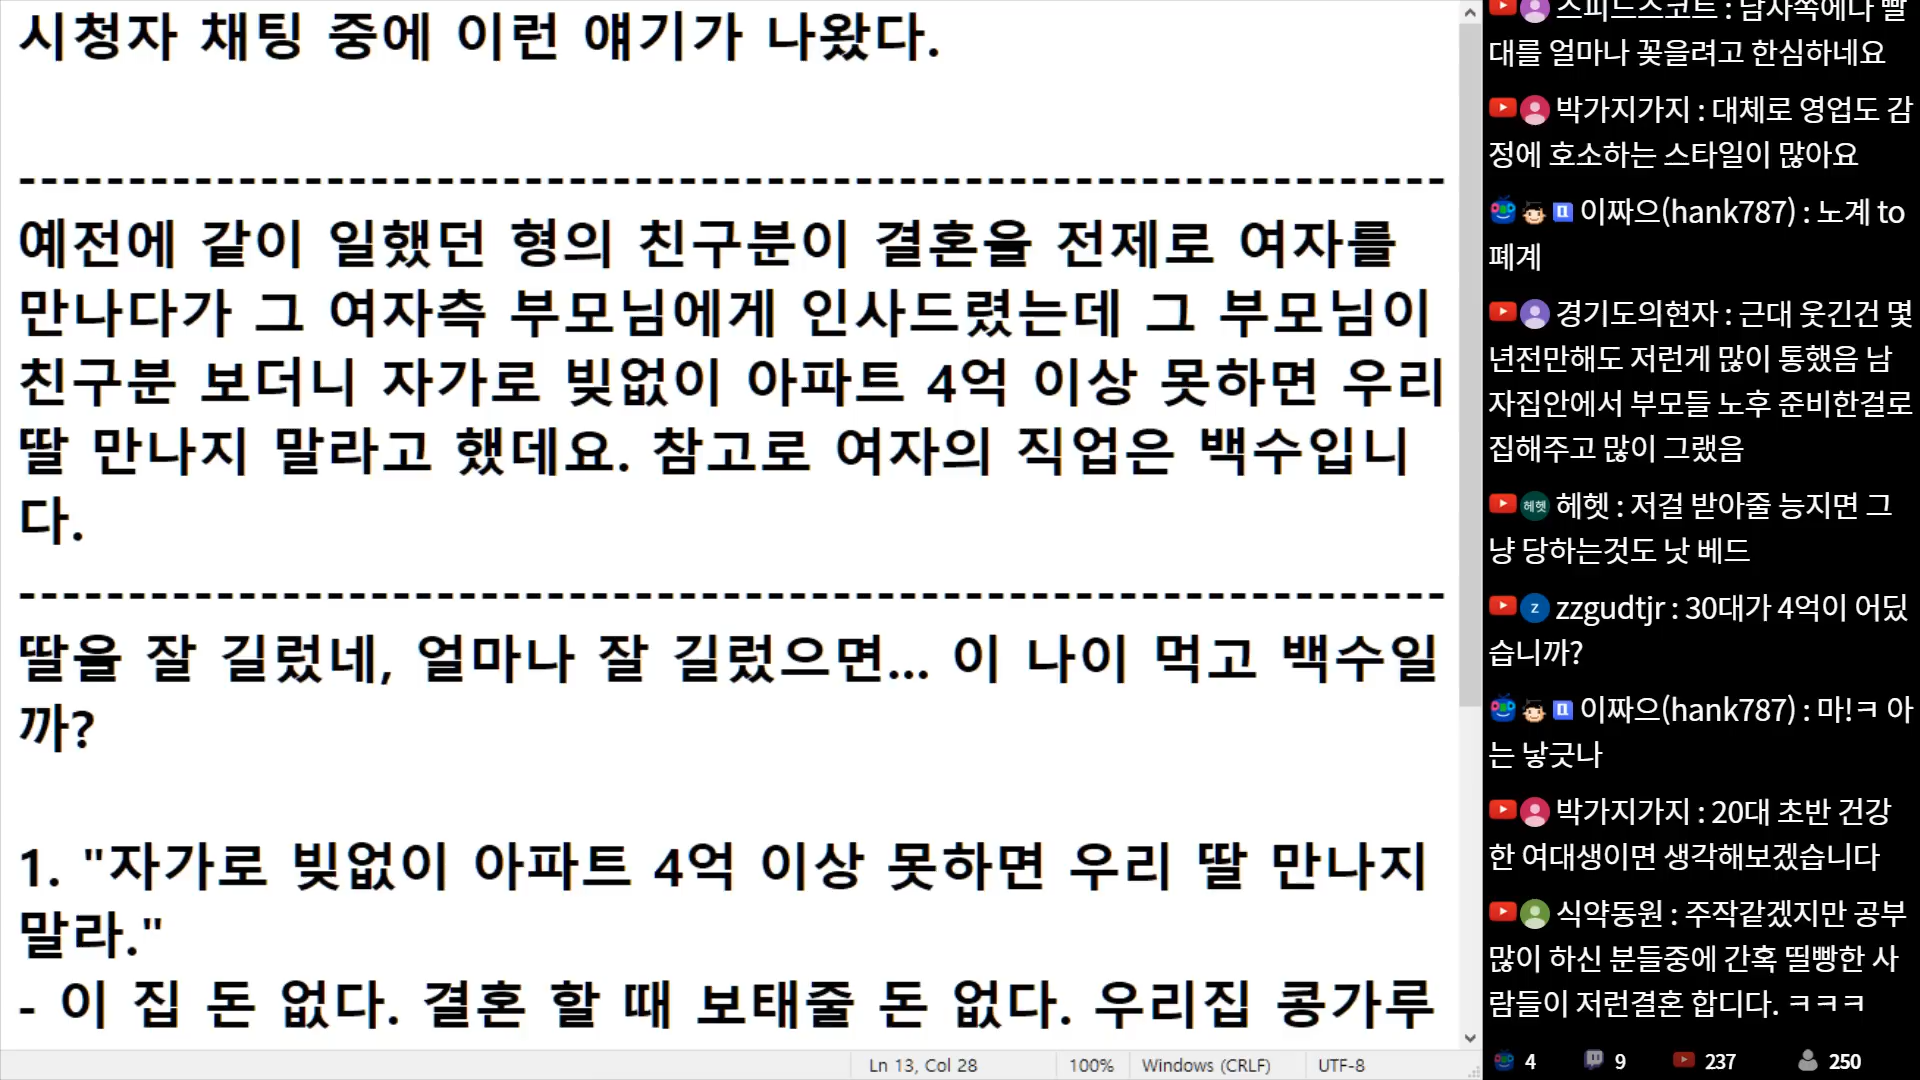 시청자 채팅 중에 이런 얘기가 나왔다.
--------------------------------------------------------------------------------
예전에 같이 일했던 형의 친구분이 결혼을 전제로 여자를
만나다가 그 여자측 부모님에게 인사드렸는데 그 부모님이
친구분 보더니 자가로 빚없이 아파트 4억 이상 못하면 우리
딸 만나지 말라고 했데요. 참고로 여자의 직업은 백수입니
다.
--------------------------------------------------------------------------------
딸을 잘 길렀네, 얼마나 잘 길렀으면... 이 나이 먹고 백수일
까?
1. "자가로 빚없이 아파트 4억 이상 못하면 우리 딸 만나지
말라."
- 이 집 돈 없다. 결혼 할 때 보태줄 돈 없다. 우리집 콩가루
Ln 13, Col 28
100%
Windows (CRLF)
UTF-8
스피드스코트 : 남자쪽에다 빨
대를 얼마나 꽂을려고 한심하네요
박가지가지 : 대체로 영업도 감
정에 호소하는 스타일이 많아요
이짜으(hank787) : 노계 to
폐계
경기도의현자 : 근대 웃긴건 몇
년전만해도 저런게 많이 통했음 남
자집안에서 부모들 노후 준비한걸로
집해주고 많이 그랬음
헤헷 헤헷 : 저걸 받아줄 능지면 그
냥 당하는것도 낫 베드
z zzgudtjr : 30대가 4억이 어딨
습니까?
이짜으(hank787) : 마!ㅋ 아
는 낳긋나
박가지가지 : 20대 초반 건강
한 여대생이면 생각해보겠습니다
식약동원 : 주작같겠지만 공부
많이 하신 분들중에 간혹 띨빵한 사
람들이 저런결혼 합디다. ㅋㅋㅋ
4 9 237 250